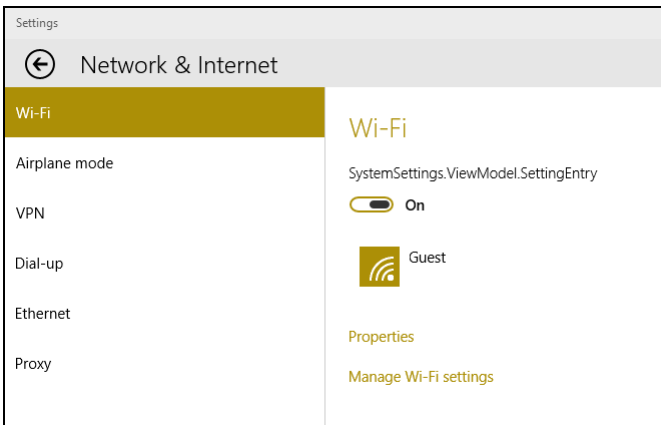 Settings
Network & Internet
Wi-Fi
Airplane mode
VPN
Dial-up
Ethernet
Proxy
Wi-Fi
SystemSettings.ViewModel.SettingEntry
On
Guest
Properties
Manage Wi-Fi settings